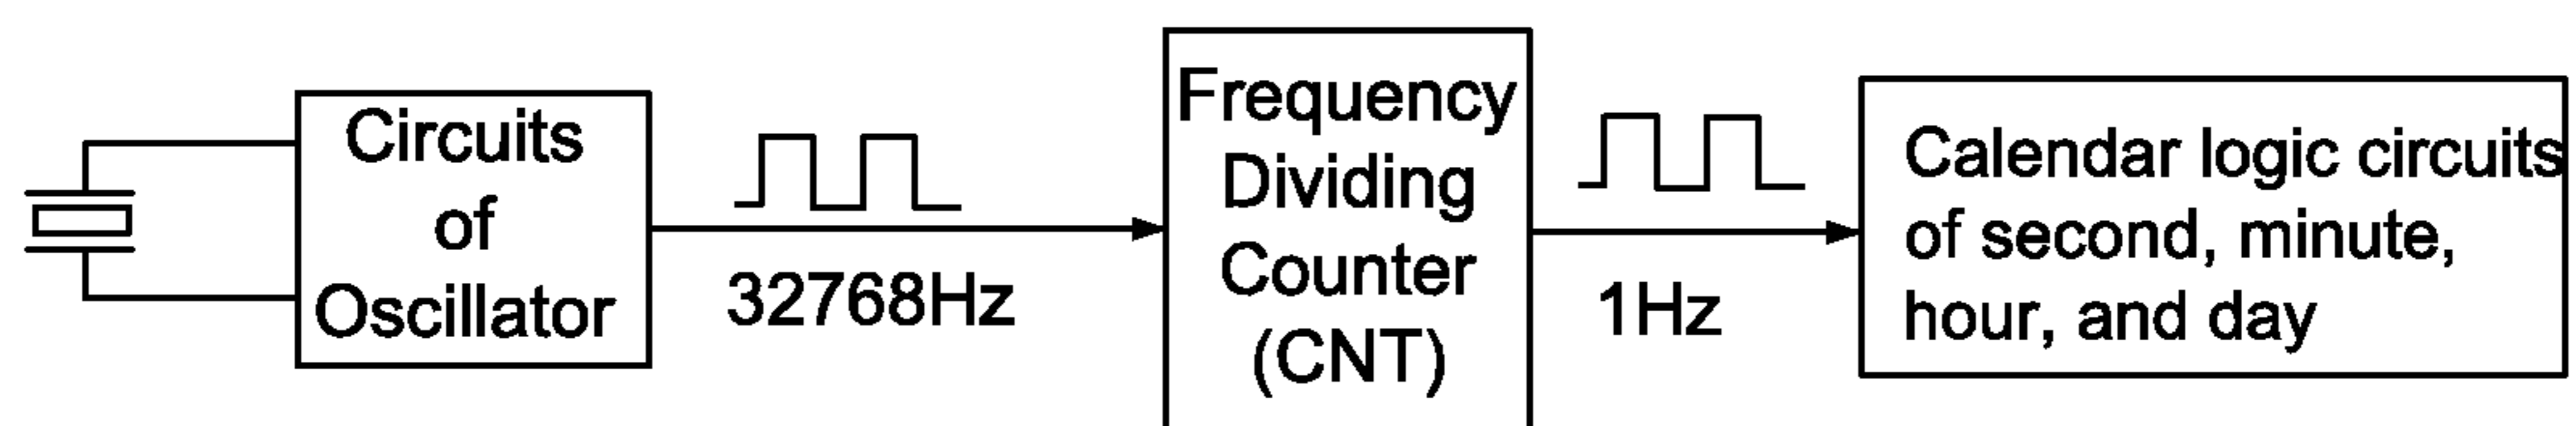 Circuits
of
Oscillator
32768Hz
Frequency
Dividing
Counter
(CNT)
1Hz
Calendar logic circuits
of second, minute,
hour, and day